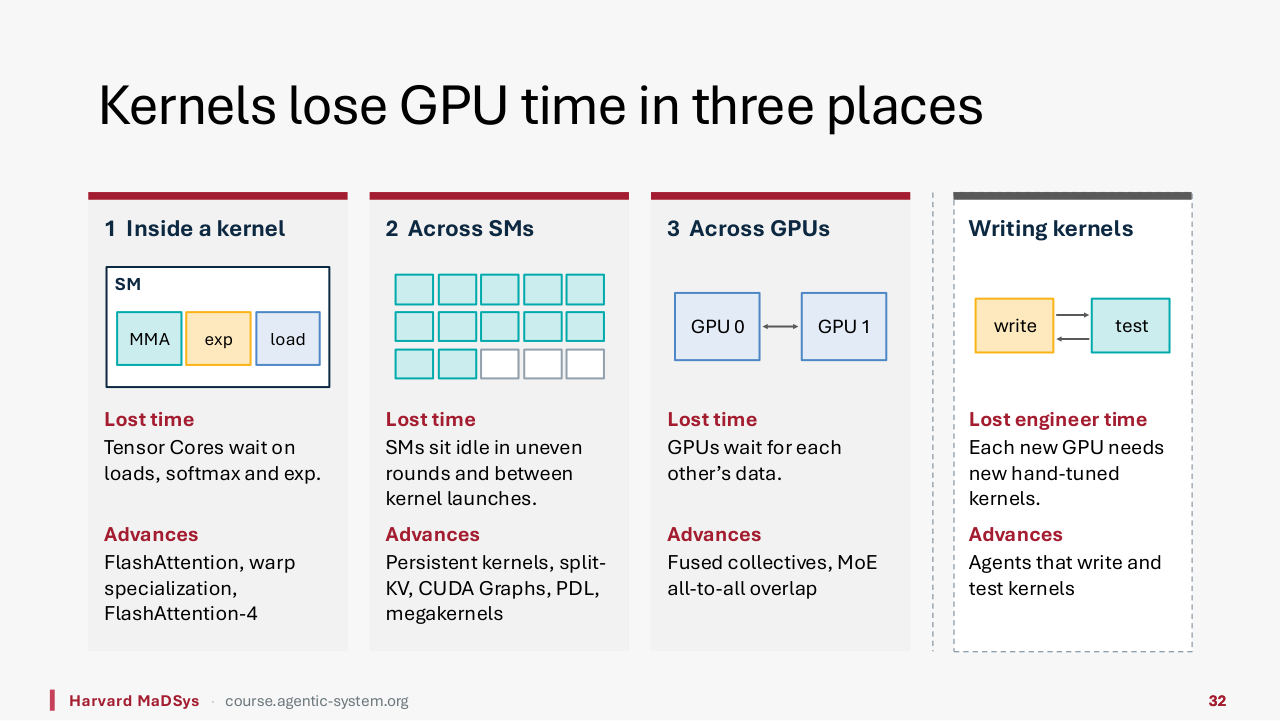 Kernels lose GPU time in three places
1 Inside a kernel
SM
MMA
exp
load
Lost time
Tensor Cores wait on
loads, softmax and exp.
Advances
FlashAttention, warp
specialization,
FlashAttention-4
2 Across SMs
Lost time
SMs sit idle in uneven
rounds and between
kernel launches.
Advances
Persistent kernels, split-
KV, CUDA Graphs, PDL,
megakernels
3 Across GPUs
GPU 0
GPU 1
Lost time
GPUs wait for each
other’s data.
Advances
Fused collectives, MoE
all-to-all overlap
Writing kernels
write
test
Lost engineer time
Each new GPU needs
new hand-tuned
kernels.
Advances
Agents that write and
test kernels
Harvard MaDSys · course.agentic-system.org
32